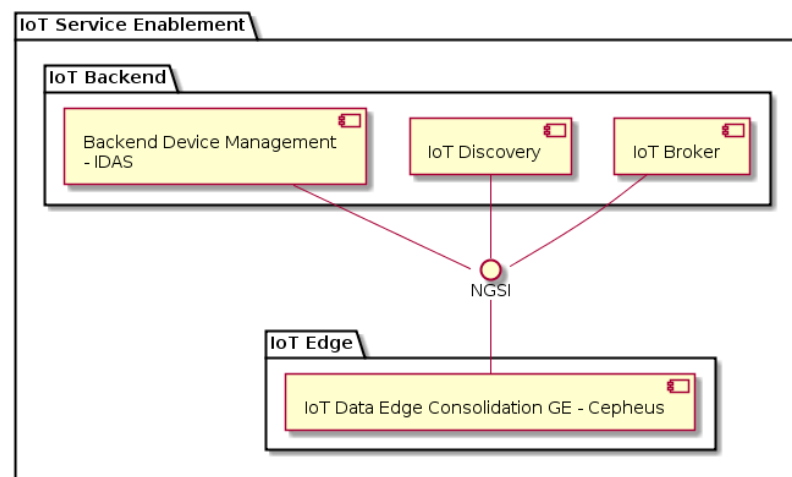 IoT Service Enablement
IoT Backend
Backend Device Management
- IDAS
IoT Discovery
IoT Broker
NGSI
IoT Edge
IoT Data Edge Consolidation GE - Cepheus